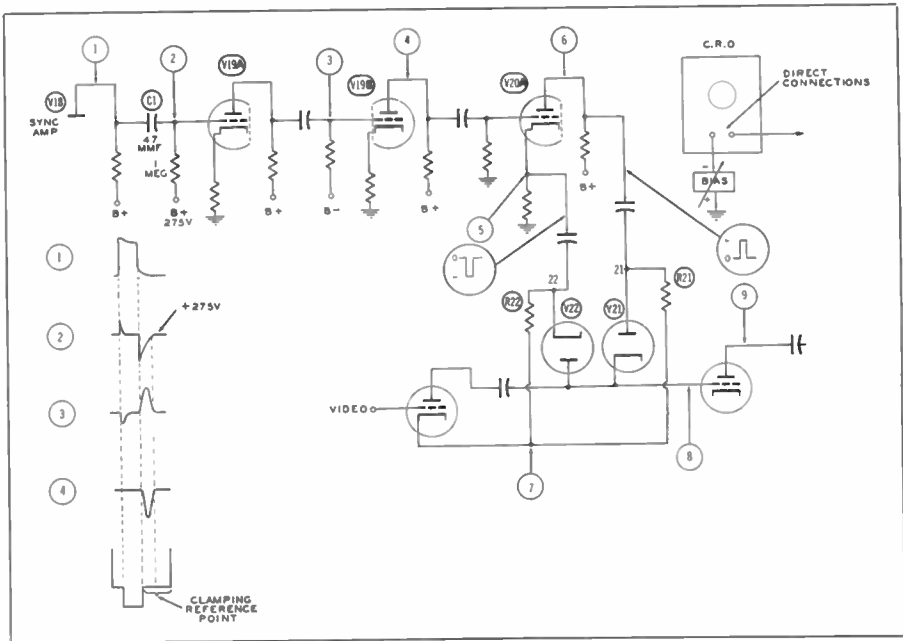 1
2
V19A
3
4
V19B
6
V20A
C.R.O
DIRECT
CONNECTIONS
V18
SYNC
AMP
C1
47
MMF
1
MEG
B+
B+
275V
B+
B-
B+
B+
-
BIAS
+
5
0
-
+
0
1
+275V
2
3
4
CLAMPING
REFERENCE
POINT
22
21
R22
V22
V21
R21
9
VIDEO
7
8